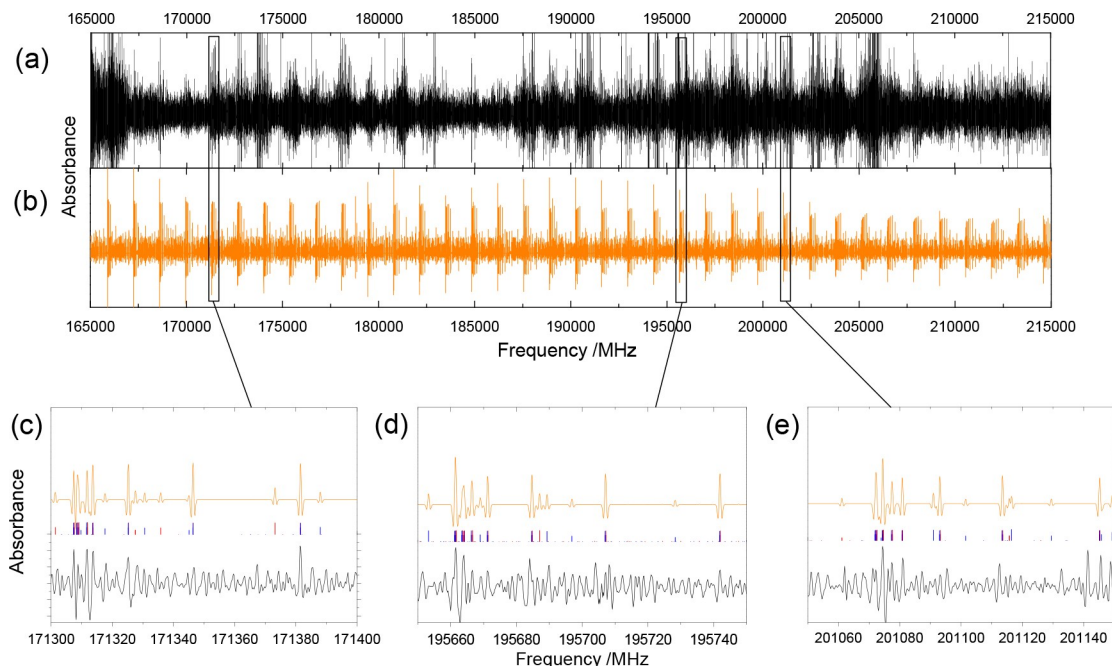 165000 170000 175000 180000 185000 190000 195000 200000 205000 210000 215000
(a)
(b)
Absorbance
165000 170000 175000 180000 185000 190000 195000 200000 205000 210000 215000
Frequency /MHz
(c) (d) (e)
Absorbance
171300 171320 171340 171360 171380 171400
195660 195680 195700 195720 195740
201060 201080 201100 201120 201140
Frequency /MHz